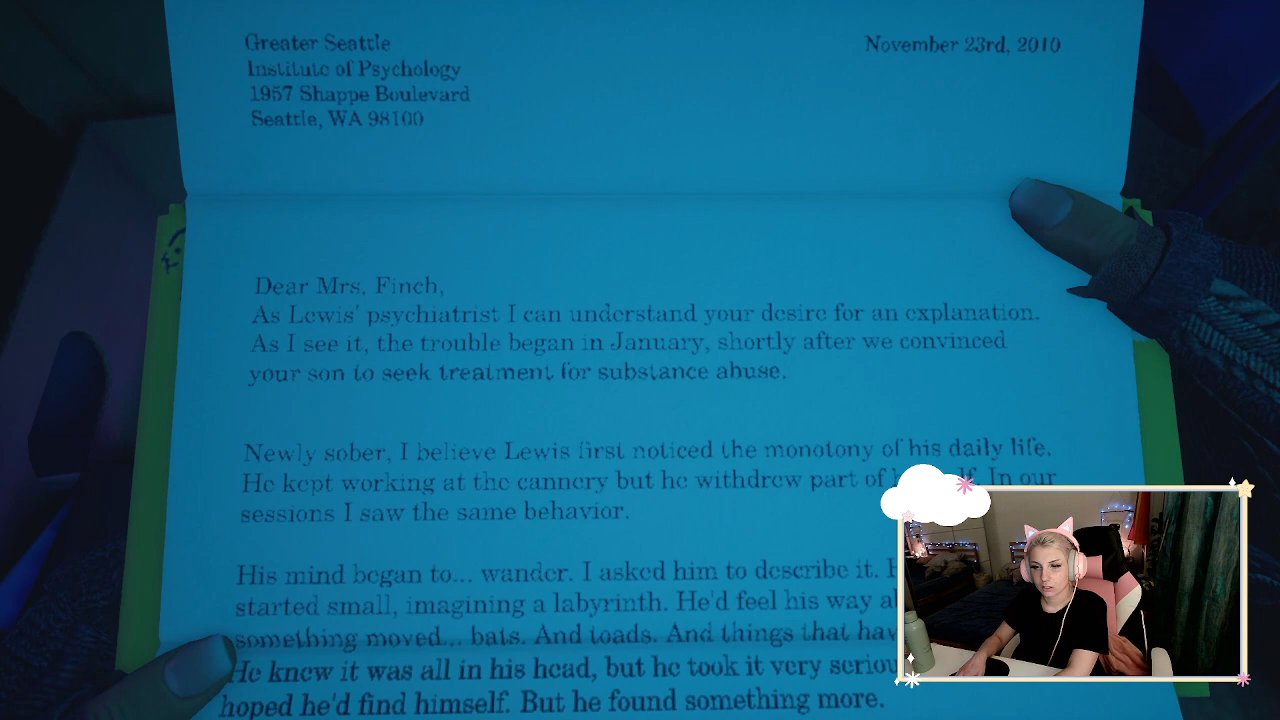 Greater Seattle
November 23rd, 2010
Institute of Psychology
1957 Shappe Boulevard
Seattle, WA 98100
Dear Mrs. Finch,
As Lewis' psychiatrist I can understand your desire for an explanation.
As I see it, the trouble began in January, shortly after we convinced
your son to seek treatment for substance abuse.
Newly sober, I believe Lewis first noticed the monotony of his daily life.
He kept working at the cannery but he withdrew part of In our
sessions I saw the same behavior.
His mind began to... wander. I asked him to describe it.
started small, imagining a labyrinth. He'd feel his way
something moved... bats. And toads. And things that
He knew it was all in his head, but he took it very
hoped he'd find himself. But he found something more.